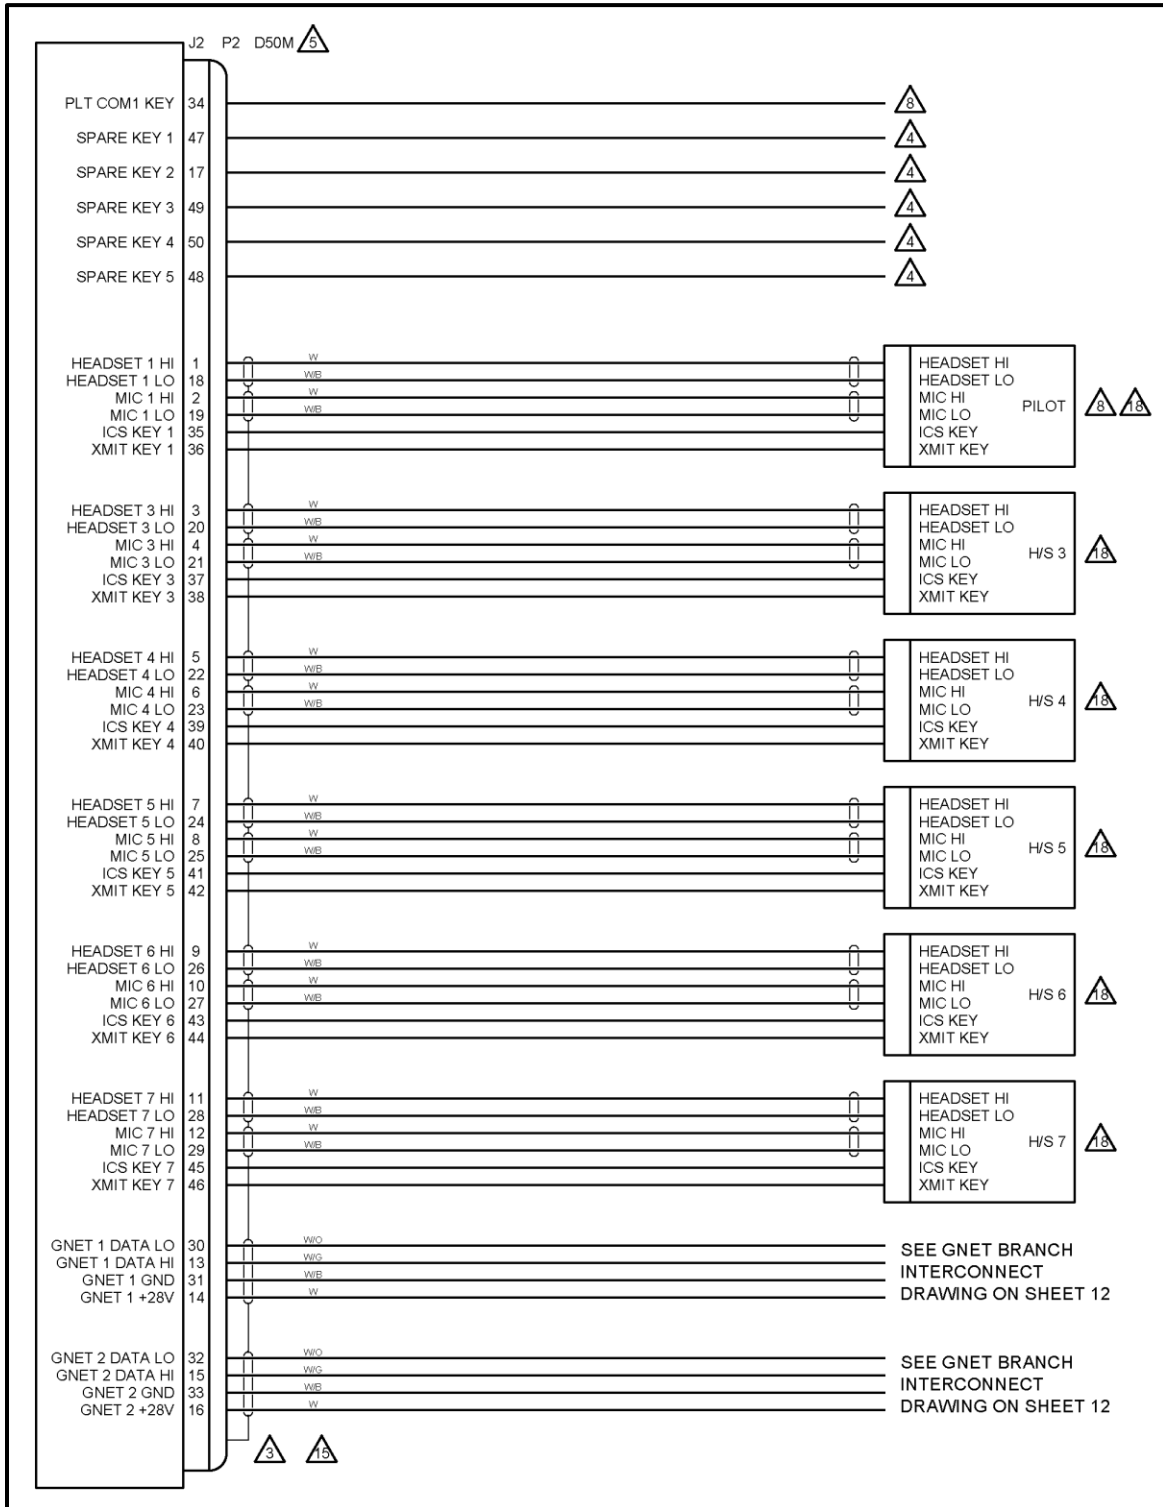 J2 P2 D50M 5
PLT COM1 KEY 34 8
SPARE KEY 1 47 4
SPARE KEY 2 17 4
SPARE KEY 3 49 4
SPARE KEY 4 50 4
SPARE KEY 5 48 4
HEADSET 1 HI 1 W HEADSET HI
HEADSET 1 LO 18 W/B HEADSET LO
MIC 1 HI 2 W MIC HI
PILOT 8 18
MIC 1 LO 19 W/B MIC LO
ICS KEY 1 35 ICS KEY
XMIT KEY 1 36 XMIT KEY
HEADSET 3 HI 3 W HEADSET HI
HEADSET 3 LO 20 W/B HEADSET LO
MIC 3 HI 4 W MIC HI
H/S 3 18
MIC 3 LO 21 W/B MIC LO
ICS KEY 3 37 ICS KEY
XMIT KEY 3 38 XMIT KEY
HEADSET 4 HI 5 W HEADSET HI
HEADSET 4 LO 22 W/B HEADSET LO
MIC 4 HI 6 W MIC HI
H/S 4 18
MIC 4 LO 23 W/B MIC LO
ICS KEY 4 39 ICS KEY
XMIT KEY 4 40 XMIT KEY
HEADSET 5 HI 7 W HEADSET HI
HEADSET 5 LO 24 W/B HEADSET LO
MIC 5 HI 8 W MIC HI
H/S 5 18
MIC 5 LO 25 W/B MIC LO
ICS KEY 5 41 ICS KEY
XMIT KEY 5 42 XMIT KEY
HEADSET 6 HI 9 W HEADSET HI
HEADSET 6 LO 26 W/B HEADSET LO
MIC 6 HI 10 W MIC HI
H/S 6 18
MIC 6 LO 27 W/B MIC LO
ICS KEY 6 43 ICS KEY
XMIT KEY 6 44 XMIT KEY
HEADSET 7 HI 11 W HEADSET HI
HEADSET 7 LO 28 W/B HEADSET LO
MIC 7 HI 12 W MIC HI
H/S 7 18
MIC 7 LO 29 W/B MIC LO
ICS KEY 7 45 ICS KEY
XMIT KEY 7 46 XMIT KEY
GNET 1 DATA LO 30 W/O
GNET 1 DATA HI 13 W/G
GNET 1 GND 31 W/B
GNET 1 +28V 14 W
SEE GNET BRANCH
INTERCONNECT
DRAWING ON SHEET 12
GNET 2 DATA LO 32 W/O
GNET 2 DATA HI 15 W/G
GNET 2 GND 33 W/B
GNET 2 +28V 16 W
SEE GNET BRANCH
INTERCONNECT
DRAWING ON SHEET 12
3 15